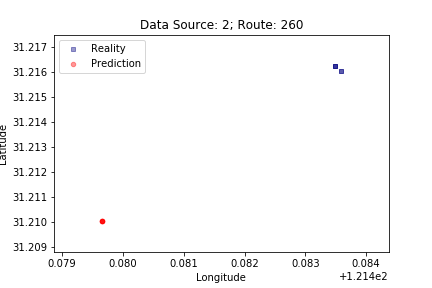 Data Source: 2; Route: 260
Reality
Prediction
31.217
31.216
31.215
31.214
31.213
31.212
31.211
31.210
31.209
Latitude
0.079 0.080 0.081 0.082 0.083 0.084
Longitude
+1.214e2